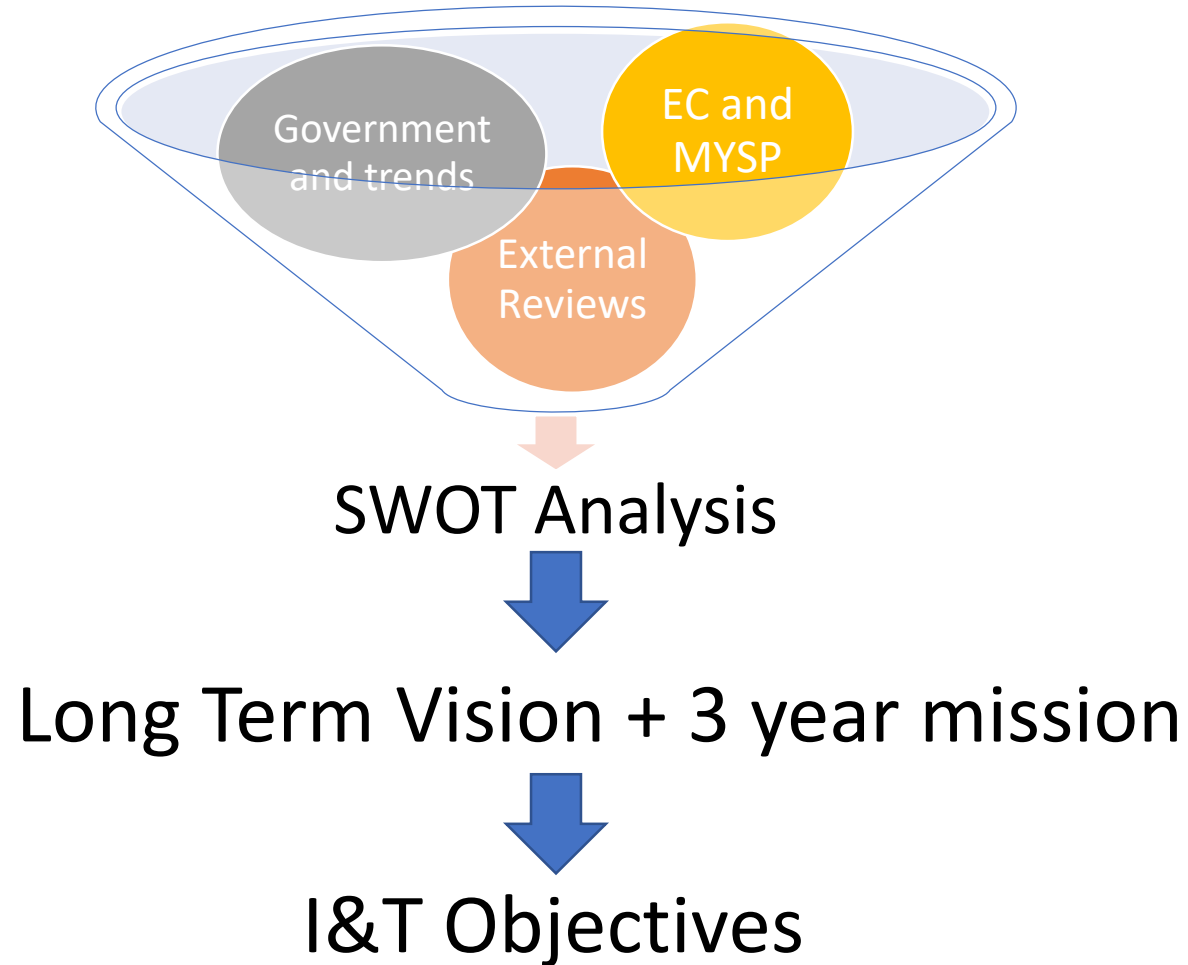 Government
and trends
EC and
MYSP
External
Reviews
SWOT Analysis
Long Term Vision + 3 year mission
I&T Objectives